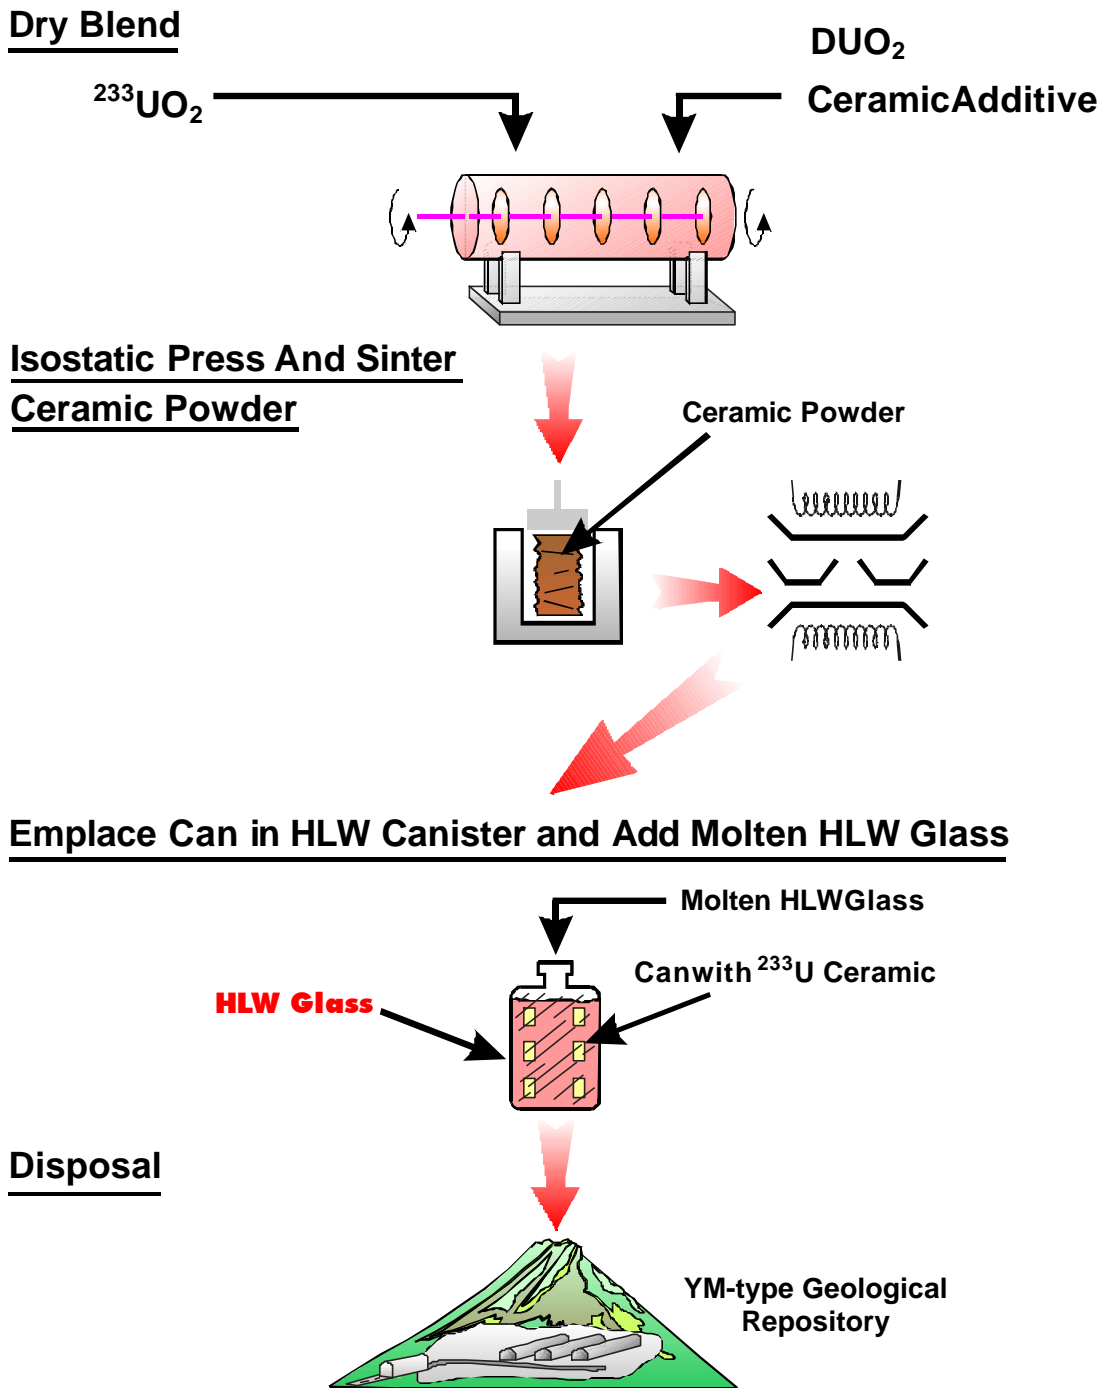 Dry Blend
DUO₂
²³³UO₂
CeramicAdditive
Isostatic Press And Sinter
Ceramic Powder
Ceramic Powder
Emplace Can in HLW Canister and Add Molten HLW Glass
Molten HLWGlass
Canwith ²³³U Ceramic
HLW Glass
Disposal
YM-type Geological
Repository